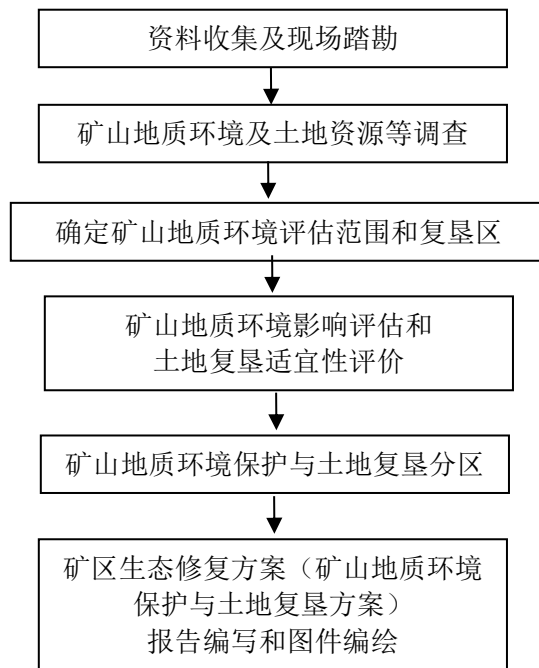 资料收集及现场踏勘
矿山地质环境及土地资源等调查
确定矿山地质环境评估范围和复垦区
矿山地质环境影响评估和
土地复垦适宜性评价
矿山地质环境保护与土地复垦分区
矿区生态修复方案（矿山地质环境
保护与土地复垦方案）
报告编写和图件编绘